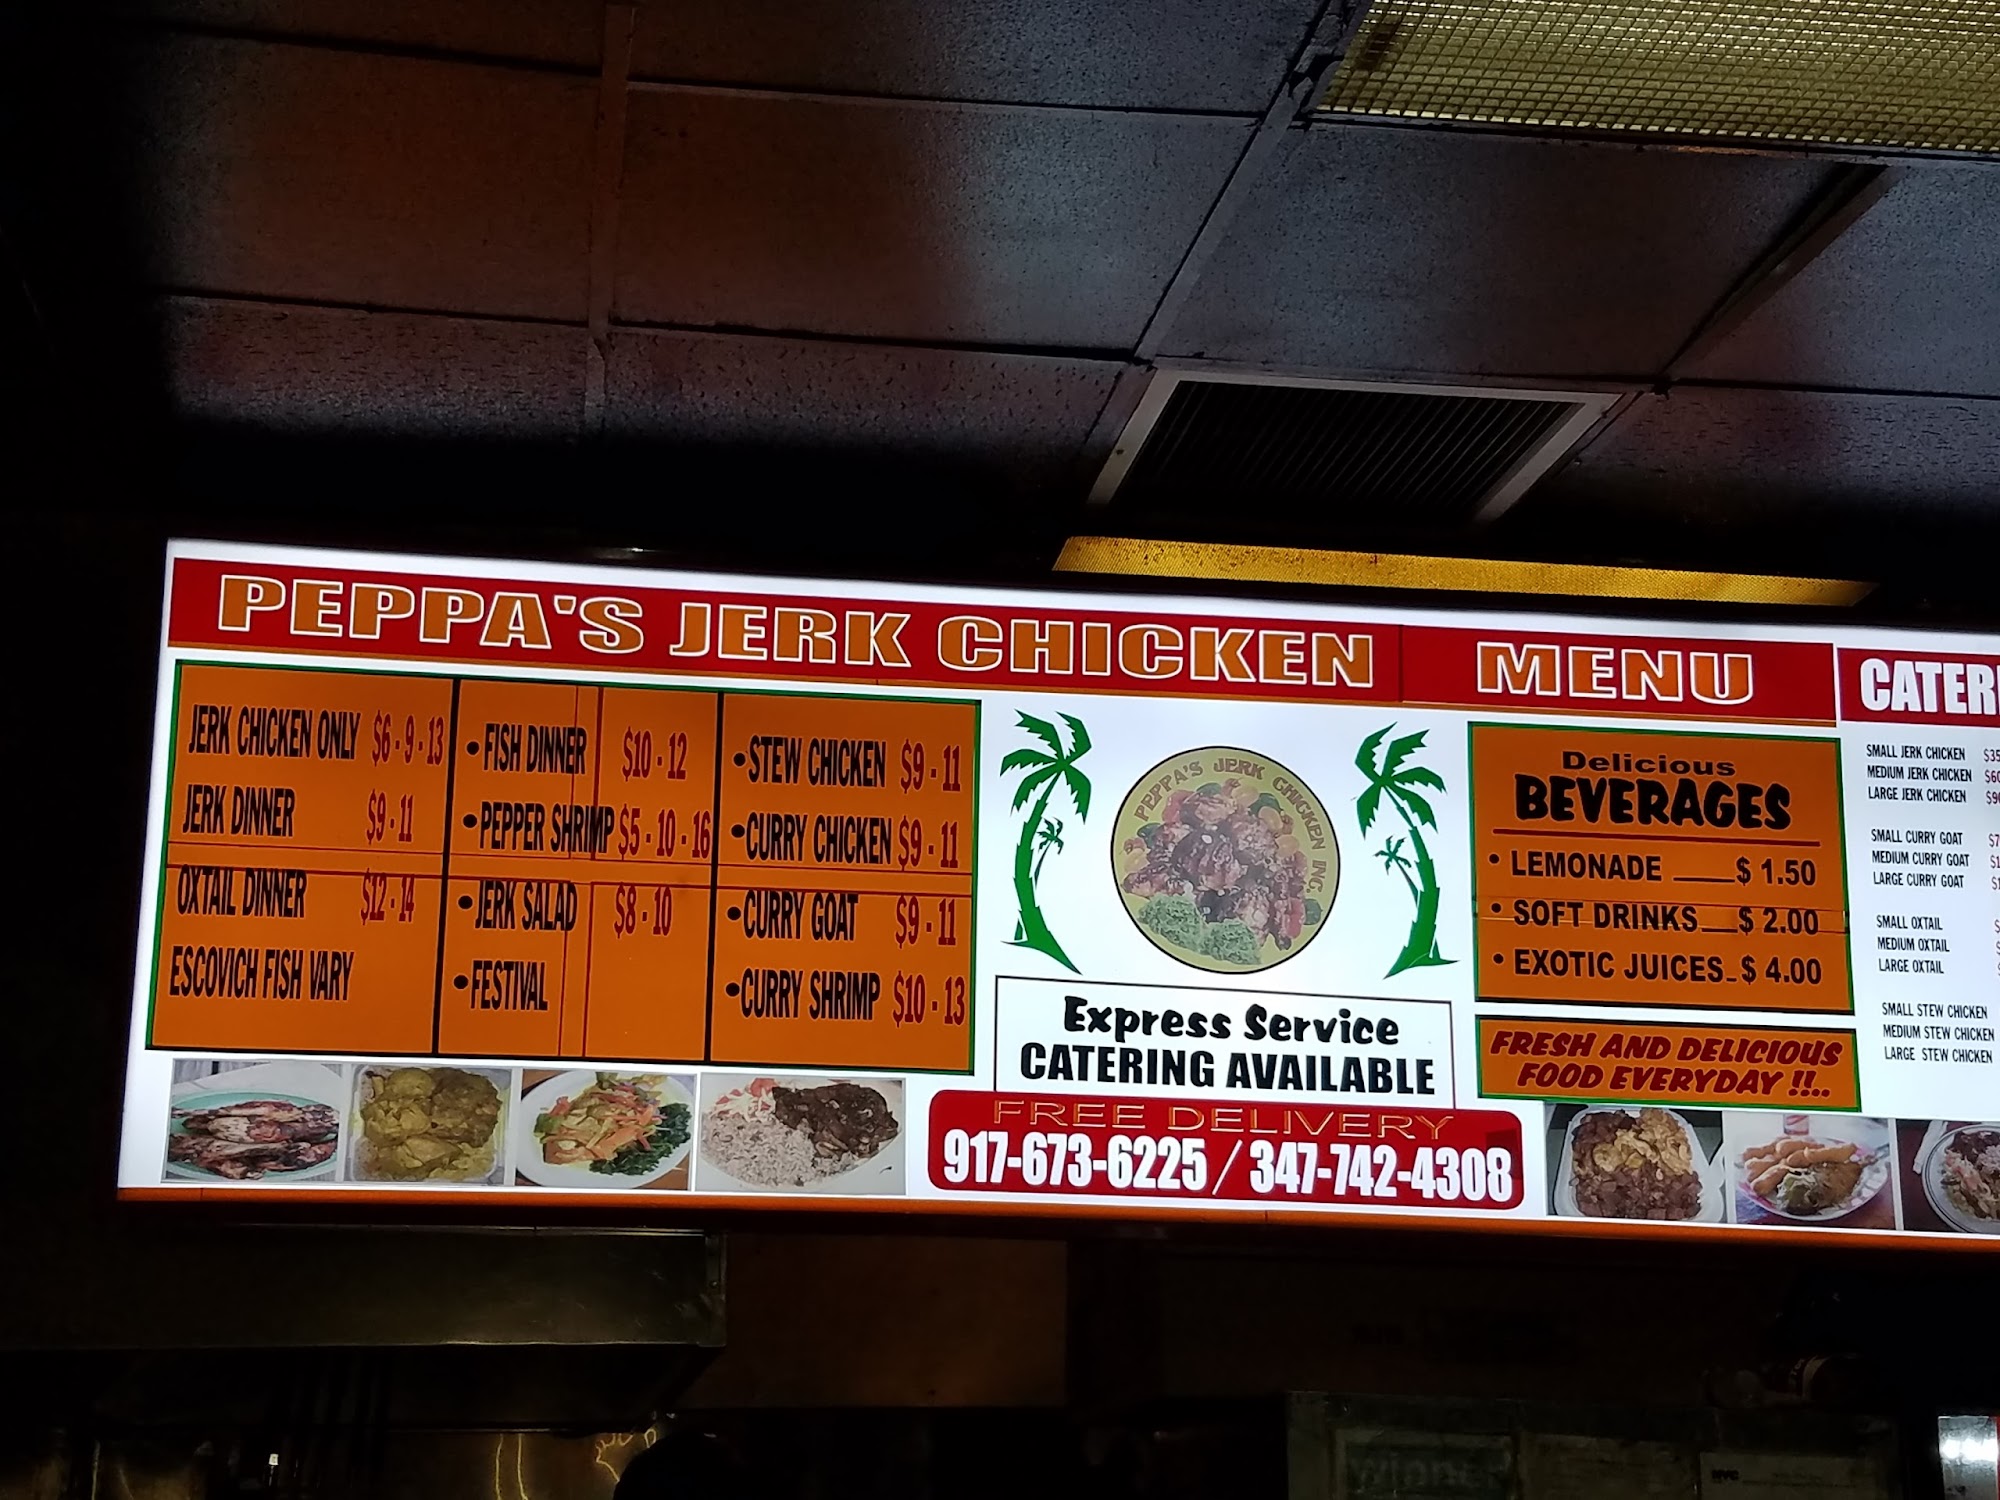 PEPPA'S JERK CHICKEN MENU
JERK CHICKEN ONLY $6 - 9 - 13
JERK DINNER $9 - 11
OXTAIL DINNER $12 - 14
ESCOVICH FISH VARY
• FISH DINNER $10 - 12
• PEPPER SHRIMP $5 - 10 - 16
• JERK SALAD $8 - 10
• FESTIVAL
• STEW CHICKEN $9 - 11
• CURRY CHICKEN $9 - 11
• CURRY GOAT $9 - 11
• CURRY SHRIMP $10 - 13
PEPPA'S JERK CHICKEN INC.
Express Service
CATERING AVAILABLE
FREE DELIVERY
917-673-6225 / 347-742-4308
Delicious
BEVERAGES
• LEMONADE $ 1.50
• SOFT DRINKS $ 2.00
• EXOTIC JUICES $ 4.00
FRESH AND DELICIOUS
FOOD EVERYDAY !!..
CATERI
SMALL JERK CHICKEN $35
MEDIUM JERK CHICKEN
LARGE JERK CHICKEN
SMALL CURRY GOAT
MEDIUM CURRY GOAT
LARGE CURRY GOAT
SMALL OXTAIL
MEDIUM OXTAIL
LARGE OXTAIL
SMALL STEW CHICKEN
MEDIUM STEW CHICKEN
LARGE STEW CHICKEN
NYC